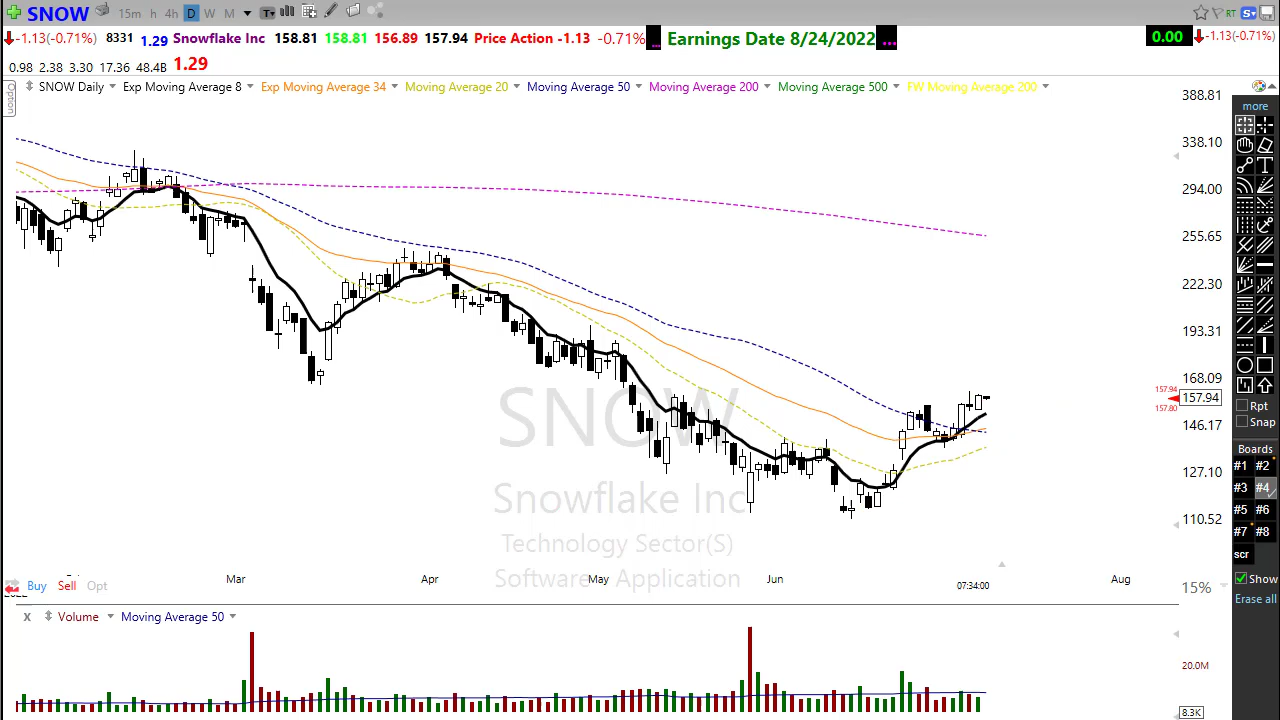 SNOW 15m h 4h D W M T RT S
-1.13(-0.71%) 8331 1.29 Snowflake Inc 158.81 158.81 156.89 157.94 Price Action -1.13 -0.71% ... Earnings Date 8/24/2022 ... 0.00 -1.13(-0.71%)
0.98 2.38 3.30 17.36 48.4B 1.29
Option
SNOW Daily Exp Moving Average 8 Exp Moving Average 34 Moving Average 20 Moving Average 50 Moving Average 200 Moving Average 500 FW Moving Average 200
388.81
338.10
294.00
255.65
222.30
193.31
168.09
157.94
157.94
157.80
146.17
127.10
110.52
more
Rpt
Snap
Boards
#1 #2
#3 #4
#5 #6
#7 #8
scr
Show
Erase all
SNOW
Snowflake Inc
Technology Sector(S)
Software Application
Mar Apr May Jun 07:34:00 Aug
Buy Sell Opt
15%
x Volume Moving Average 50
20.0M
8.3K